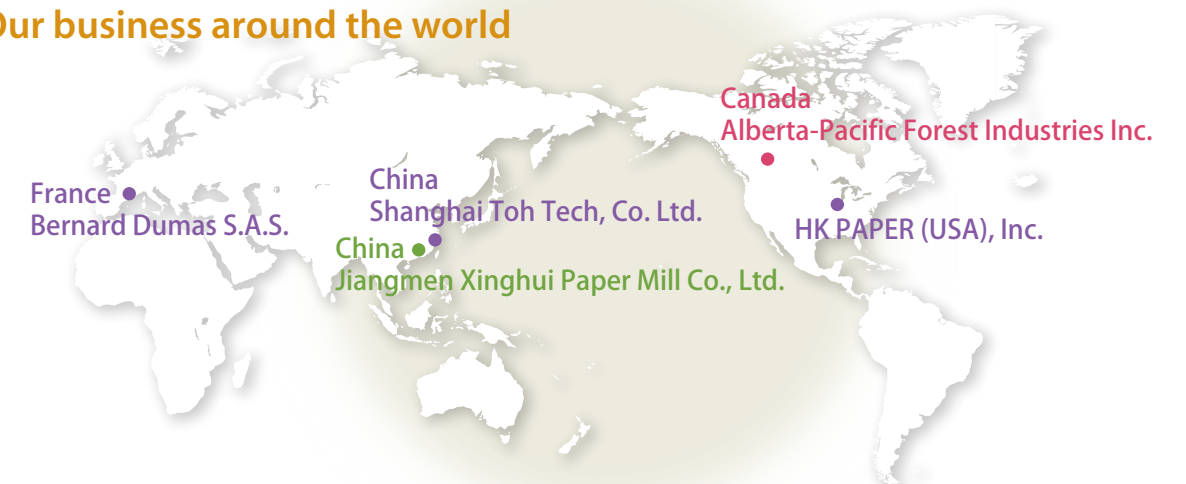 Our business around the world
Canada
Alberta-Pacific Forest Industries Inc.
China
Shanghai Toh Tech, Co. Ltd.
France
Bernard Dumas S.A.S.
HK PAPER (USA), Inc.
China
Jiangmen Xinghui Paper Mill Co., Ltd.